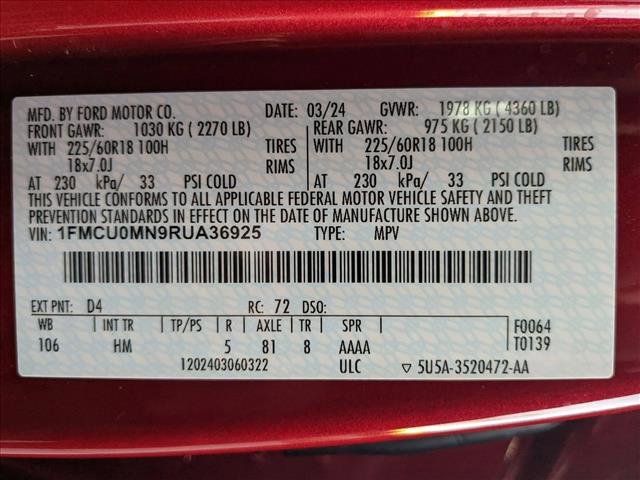 MFD. BY FORD MOTOR CO. DATE: 03/24 GVWR: 1978 KG ( 4360 LB)
FRONT GAWR: 1030 KG ( 2270 LB) REAR GAWR: 975 KG ( 2150 LB)
WITH 225/60R18 100H TIRES WITH 225/60R18 100H TIRES
18x7.0J RIMS 18x7.0J RIMS
AT 230 kPa/ 33 PSI COLD AT 230 kPa/ 33 PSI COLD
THIS VEHICLE CONFORMS TO ALL APPLICABLE FEDERAL MOTOR VEHICLE SAFETY AND THEFT
PREVENTION STANDARDS IN EFFECT ON THE DATE OF MANUFACTURE SHOWN ABOVE.
VIN: 1FMCU0MN9RUA36925 TYPE: MPV
EXT PNT: D4 RC: 72 DSO:
WB INT TR TP/PS R AXLE TR SPR F0064
106 HM 5 81 8 AAAA T0139
1202403060322 ULC ▽ 5U5A-3520472-AA